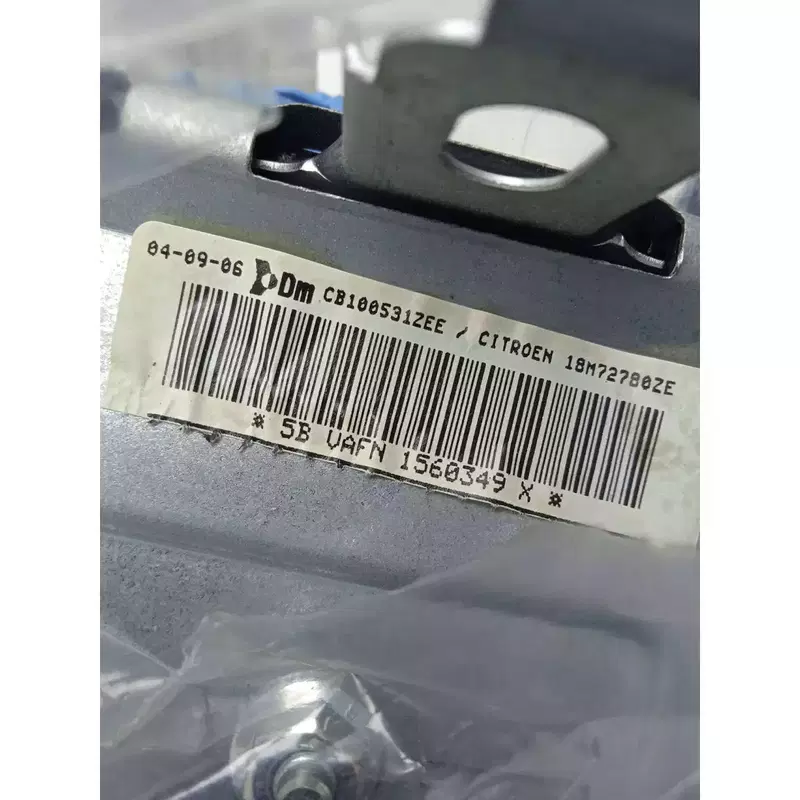 04-09-06 Dm CB100531ZEE / CITROEN 18M72780ZE
* 5B VAFN 1560349 X *